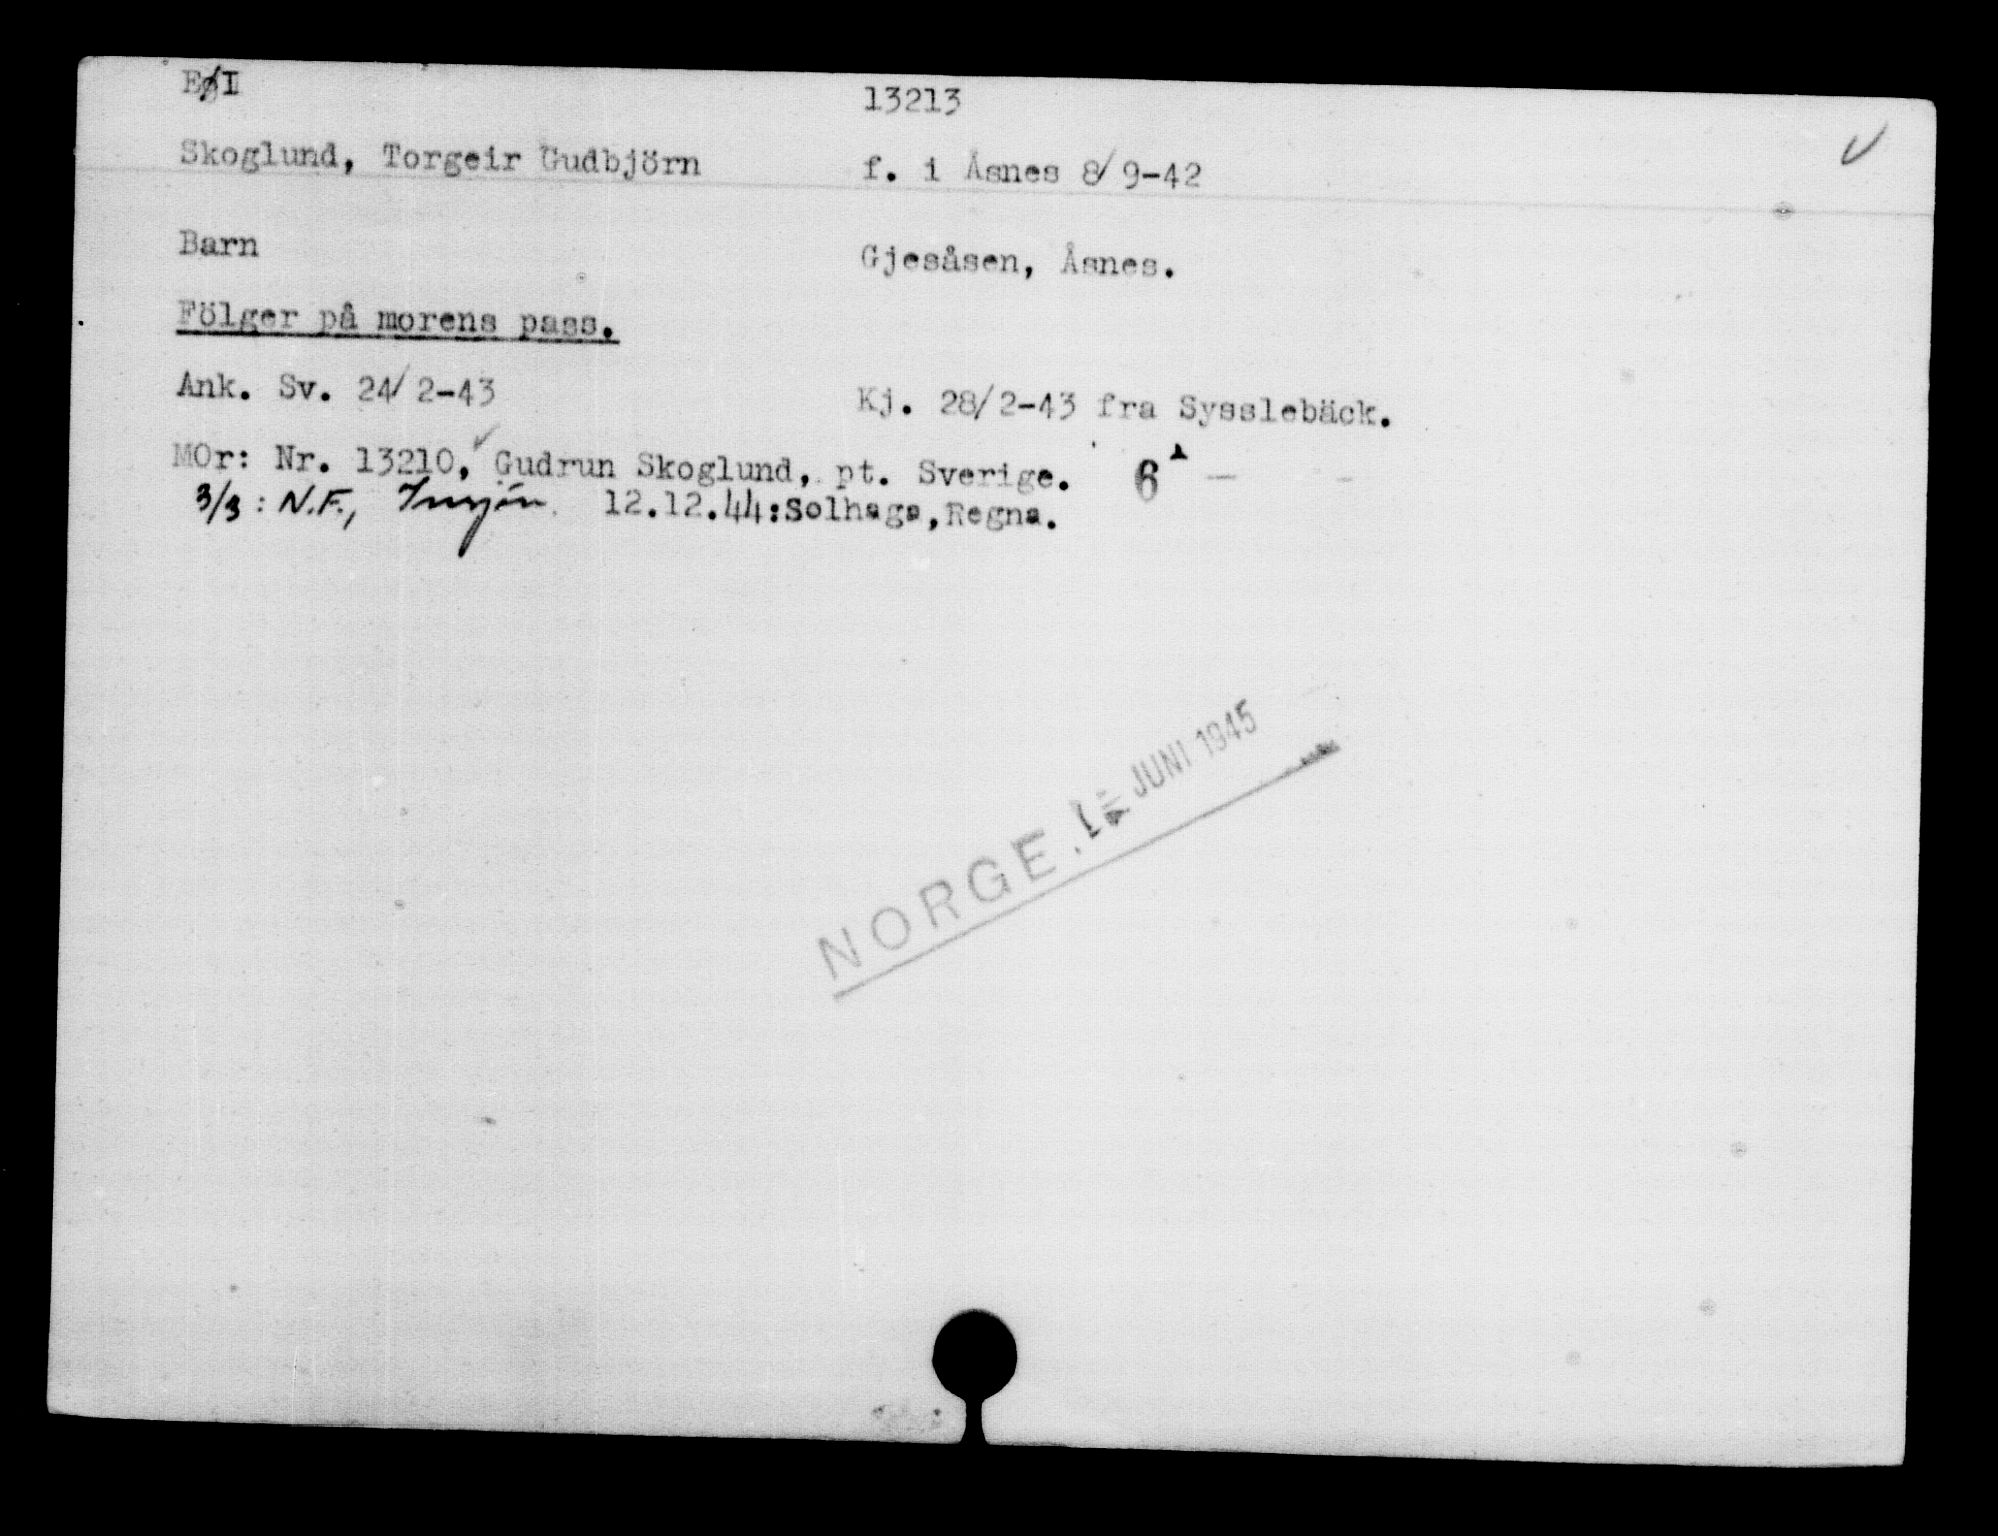 EØI 13213
Skoglund, Torgeir Gudbjörn f. i Åsnes 8/9-42
Barn Gjesåsen, Åsnes.
Fölger på morens pass.
Ank. Sv. 24/2-43 Kj. 28/2-43 fra Sysslebäck.
MOr: Nr. 13210, Gudrun Skoglund, pt. Sverige. 6
3/3: N.F., 12.12.44: Solhaga, Regna.
NORGE. JUNI 1945